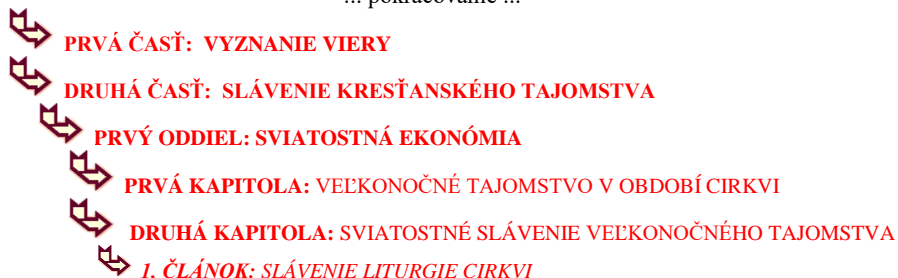 ... pokračovanie ...
PRVÁ ČASŤ: VYZNANIE VIERY
DRUHÁ ČASŤ: SLÁVENIE KRESŤANSKÉHO TAJOMSTVA
PRVÝ ODDIEL: SVIATOSTNÁ EKONÓMIA
PRVÁ KAPITOLA: VEĽKONOČNÉ TAJOMSTVO V OBDOBÍ CIRKVI
DRUHÁ KAPITOLA: SVIATOSTNÉ SLÁVENIE VEĽKONOČNÉHO TAJOMSTVA
1. ČLÁNOK: SLÁVENIE LITURGIE CIRKVI